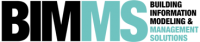 BIMMS
BUILDING
INFORMATION
MODELING &
MANAGEMENT
SOLUTIONS